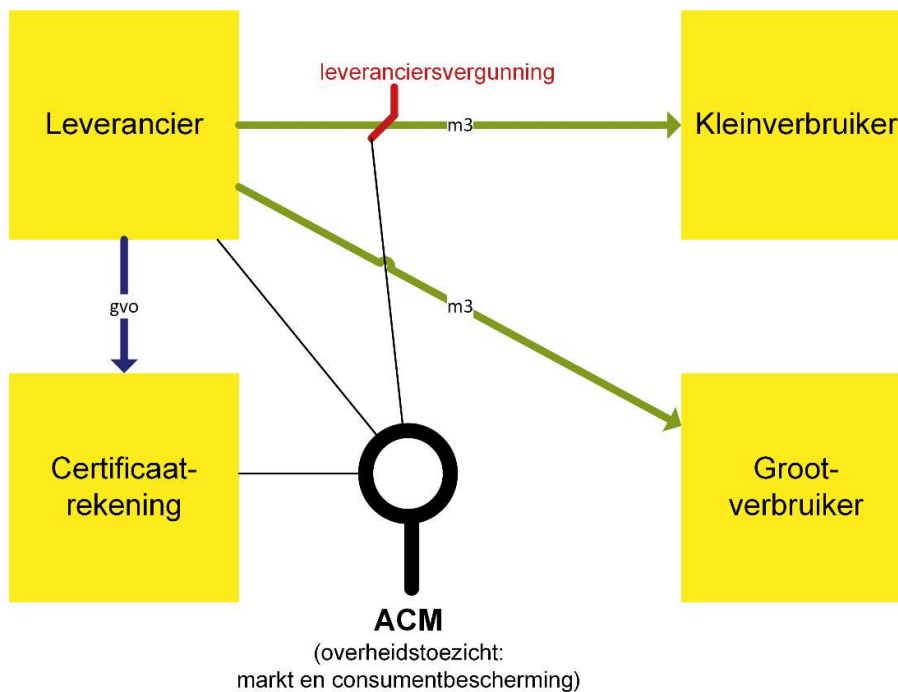 leveranciersvergunning
Leverancier
m3
Kleinverbruiker
gvo
m3
Certificaat-
rekening
Groot-
verbruiker
ACM
(overheidstoezicht:
markt en consumentbescherming)